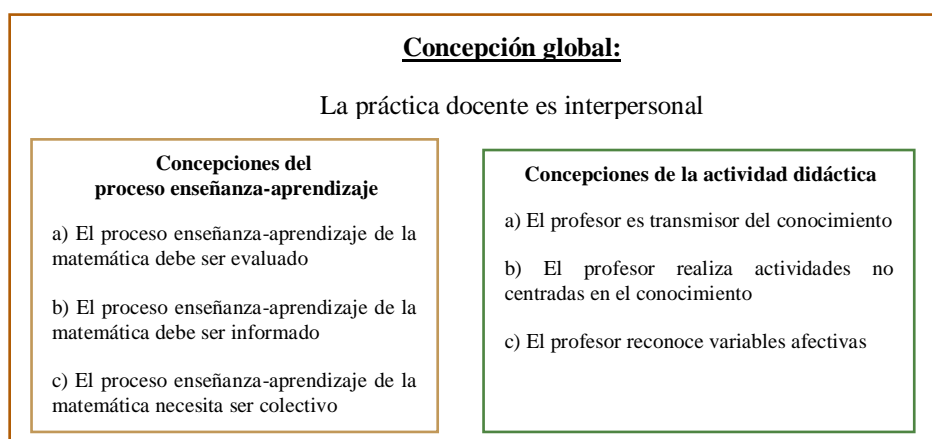 Concepción global:
La práctica docente es interpersonal
Concepciones del
proceso enseñanza-aprendizaje
a) El proceso enseñanza-aprendizaje de la
matemática debe ser evaluado
b) El proceso enseñanza-aprendizaje de la
matemática debe ser informado
c) El proceso enseñanza-aprendizaje de la
matemática necesita ser colectivo
Concepciones de la actividad didáctica
a) El profesor es transmisor del conocimiento
b) El profesor realiza actividades no
centradas en el conocimiento
c) El profesor reconoce variables afectivas